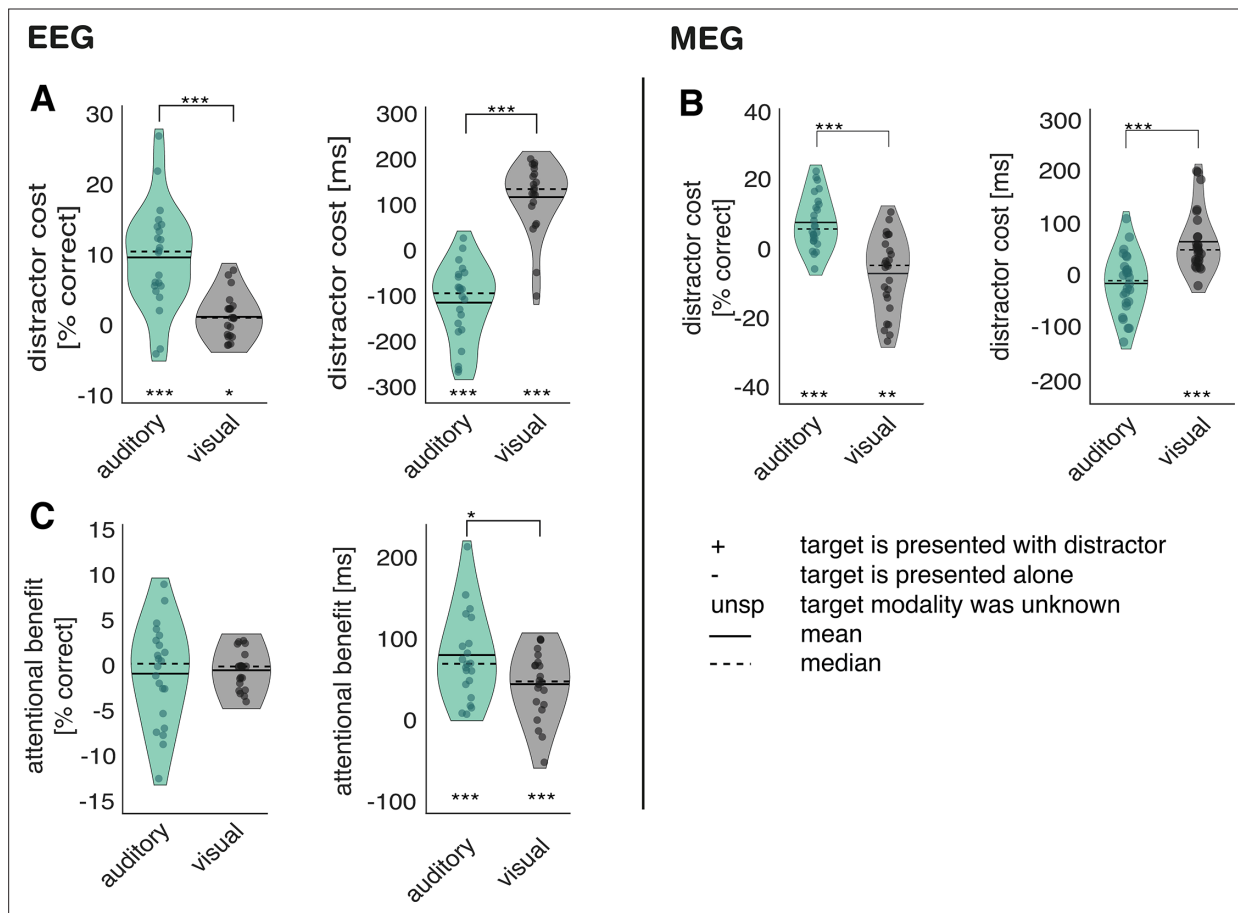 EEG
MEG
A
distractor cost
[% correct]
30
20
10
0
-10
***
***
*
auditory
visual
distractor cost [ms]
300
200
100
0
-100
-200
-300
***
***
***
auditory
visual
B
distractor cost
[% correct]
40
20
0
-20
-40
***
***
**
auditory
visual
distractor cost [ms]
300
200
100
0
-100
-200
***
***
auditory
visual
C
attentional benefit
[% correct]
15
10
5
0
-5
-10
-15
auditory
visual
attentional benefit [ms]
200
100
0
-100
*
***
***
auditory
visual
+ target is presented with distractor
- target is presented alone
unsp target modality was unknown
mean
median